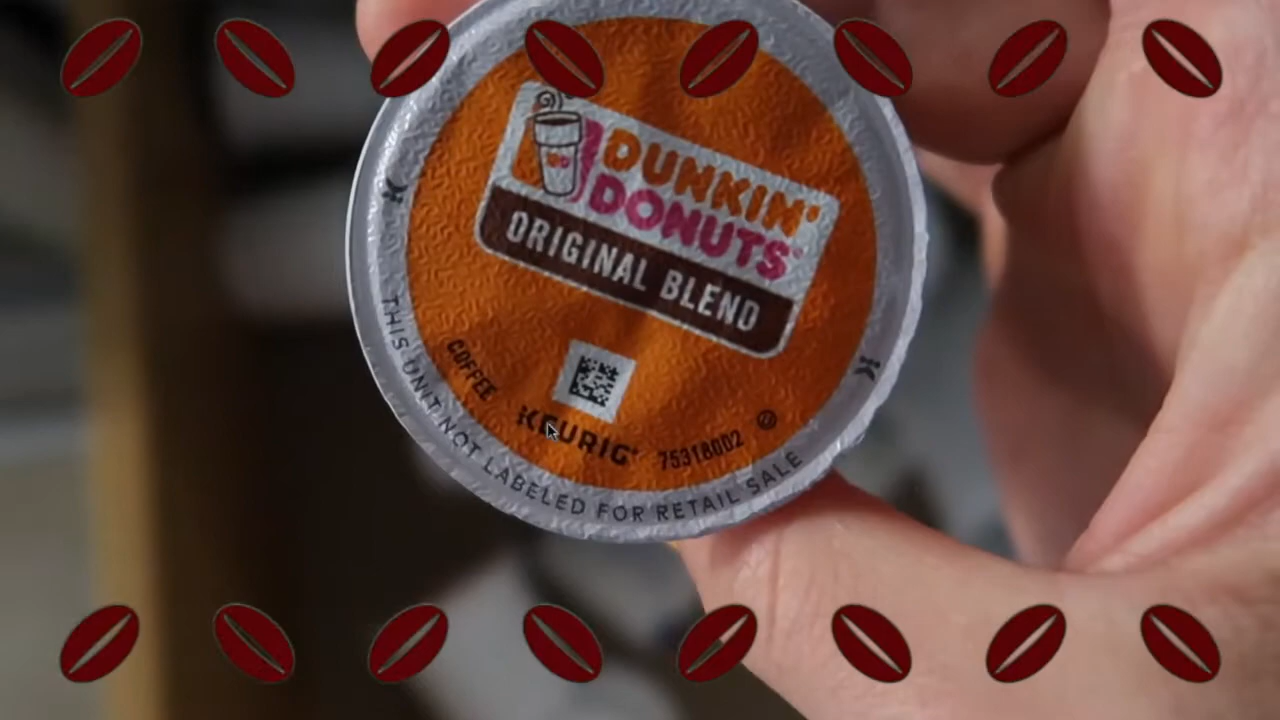 DUNKIN'
DONUTS®
ORIGINAL BLEND
COFFEE
KEURIG®
75318002
THIS UNIT NOT LABELED FOR RETAIL SALE
K
K